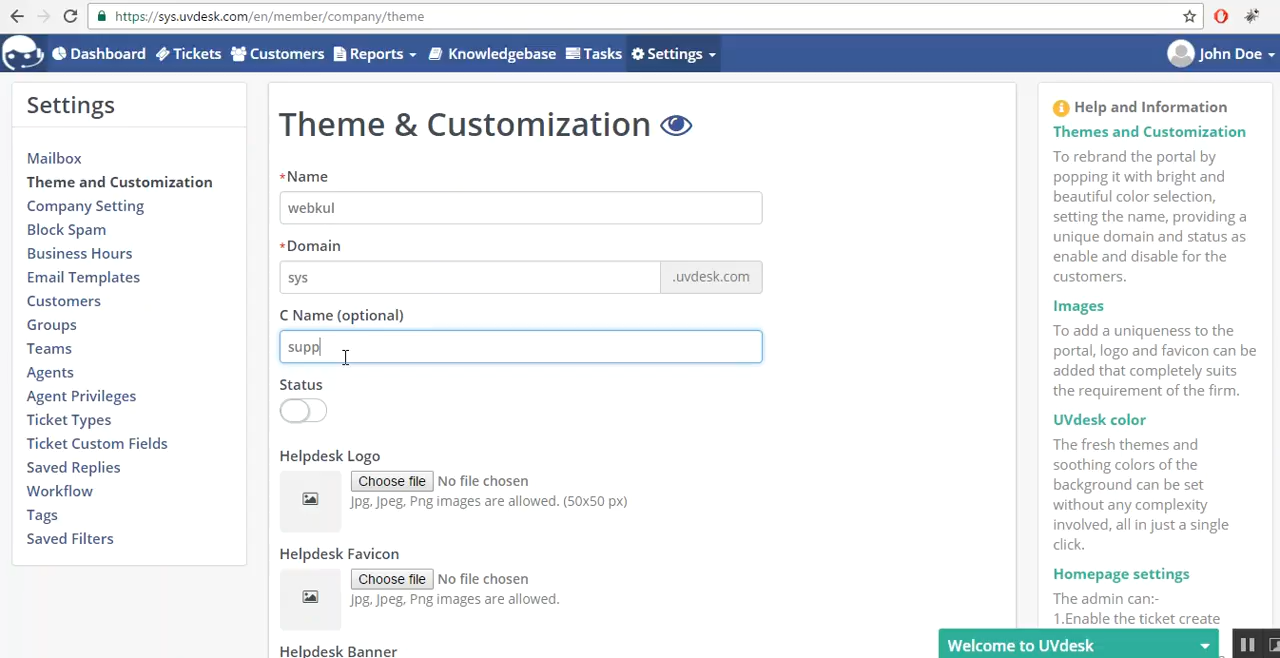 https://sys.uvdesk.com/en/member/company/theme
Dashboard Tickets Customers Reports Knowledgebase Tasks Settings John Doe
Settings
Mailbox
Theme and Customization
Company Setting
Block Spam
Business Hours
Email Templates
Customers
Groups
Teams
Agents
Agent Privileges
Ticket Types
Ticket Custom Fields
Saved Replies
Workflow
Tags
Saved Filters
Theme & Customization
*Name
webkul
*Domain
sys .uvdesk.com
C Name (optional)
supp
Status
Helpdesk Logo
Choose file No file chosen
Jpg, Jpeg, Png images are allowed. (50x50 px)
Helpdesk Favicon
Choose file No file chosen
Jpg, Jpeg, Png images are allowed.
Helpdesk Banner
Help and Information
Themes and Customization
To rebrand the portal by
popping it with bright and
beautiful color selection,
setting the name, providing a
unique domain and status as
enable and disable for the
customers.
Images
To add a uniqueness to the
portal, logo and favicon can be
added that completely suits
the requirement of the firm.
UVdesk color
The fresh themes and
soothing colors of the
background can be set
without any complexity
involved, all in just a single
click.
Homepage settings
The admin can:-
1.Enable the ticket create
Welcome to UVdesk